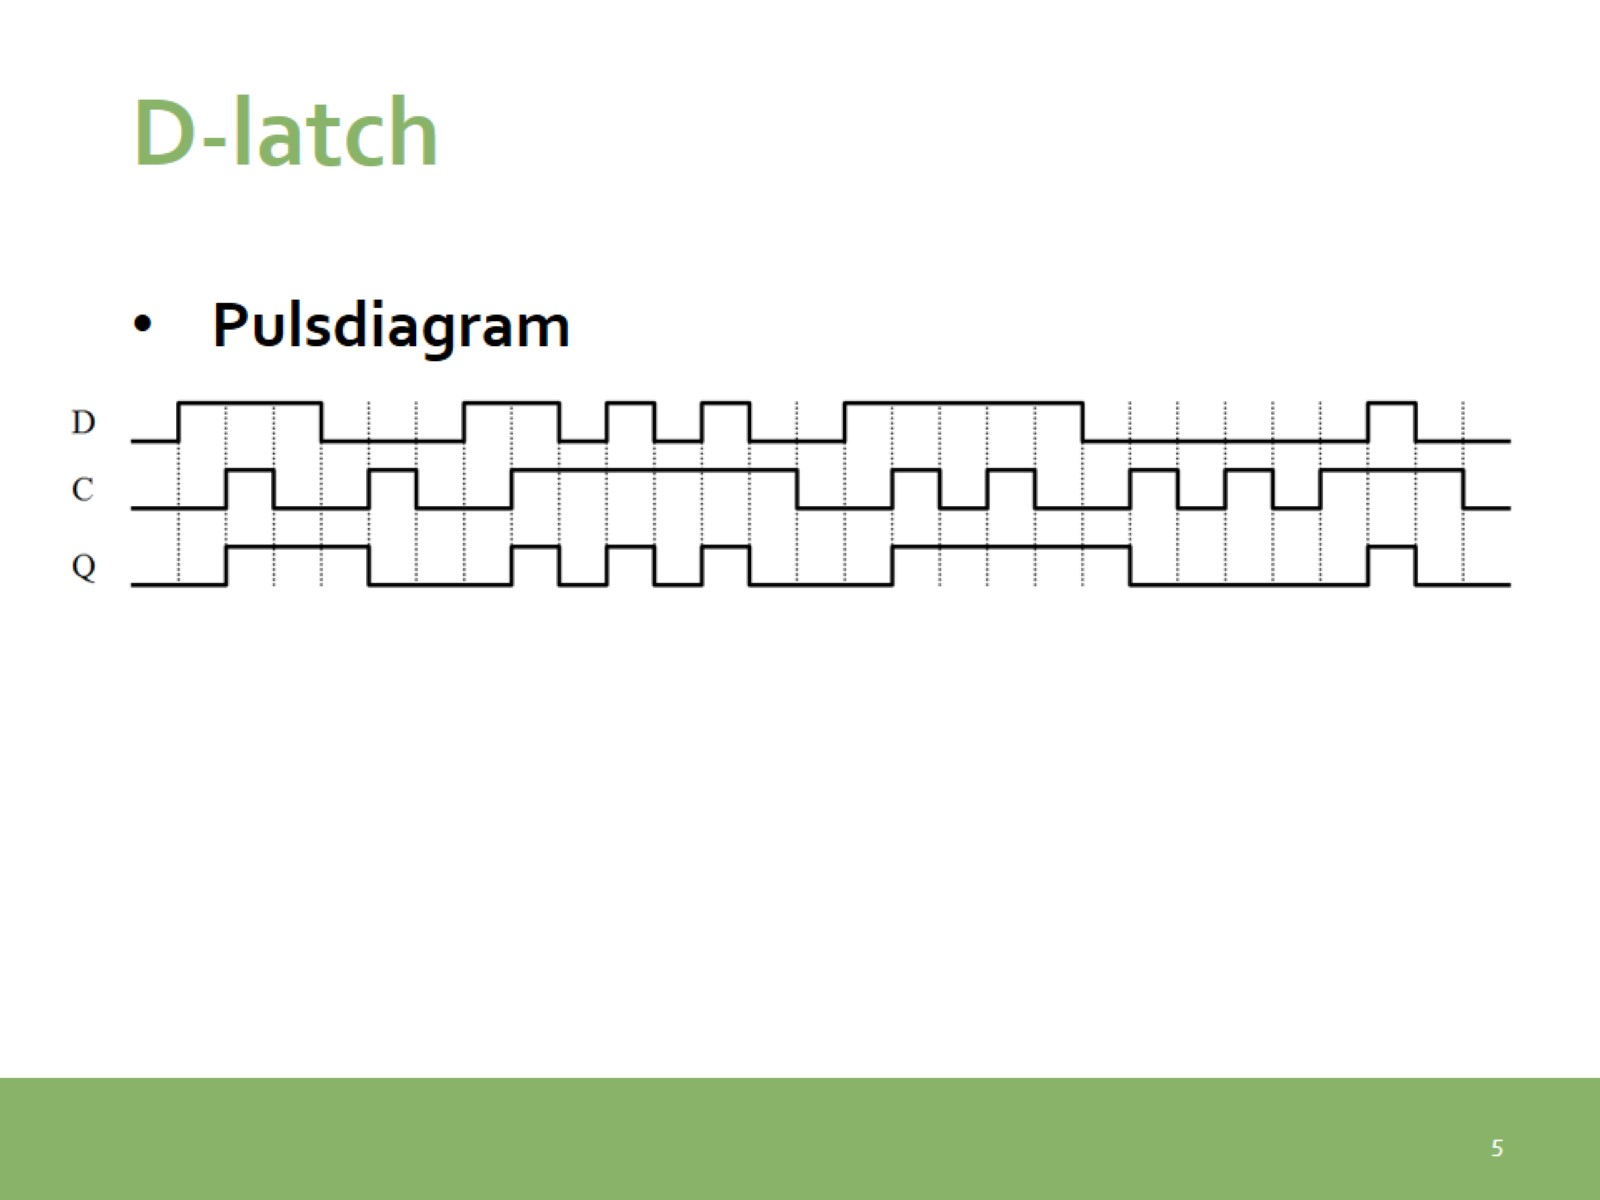 D-latch
• Pulsdiagram
D
C
Q
5